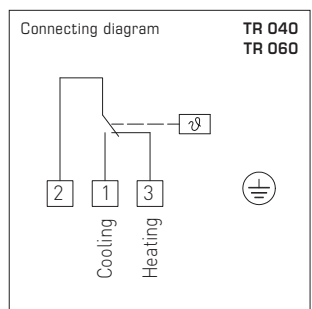 Connecting diagram
TR 040
TR 060
ϑ
2
1
3
Cooling
Heating